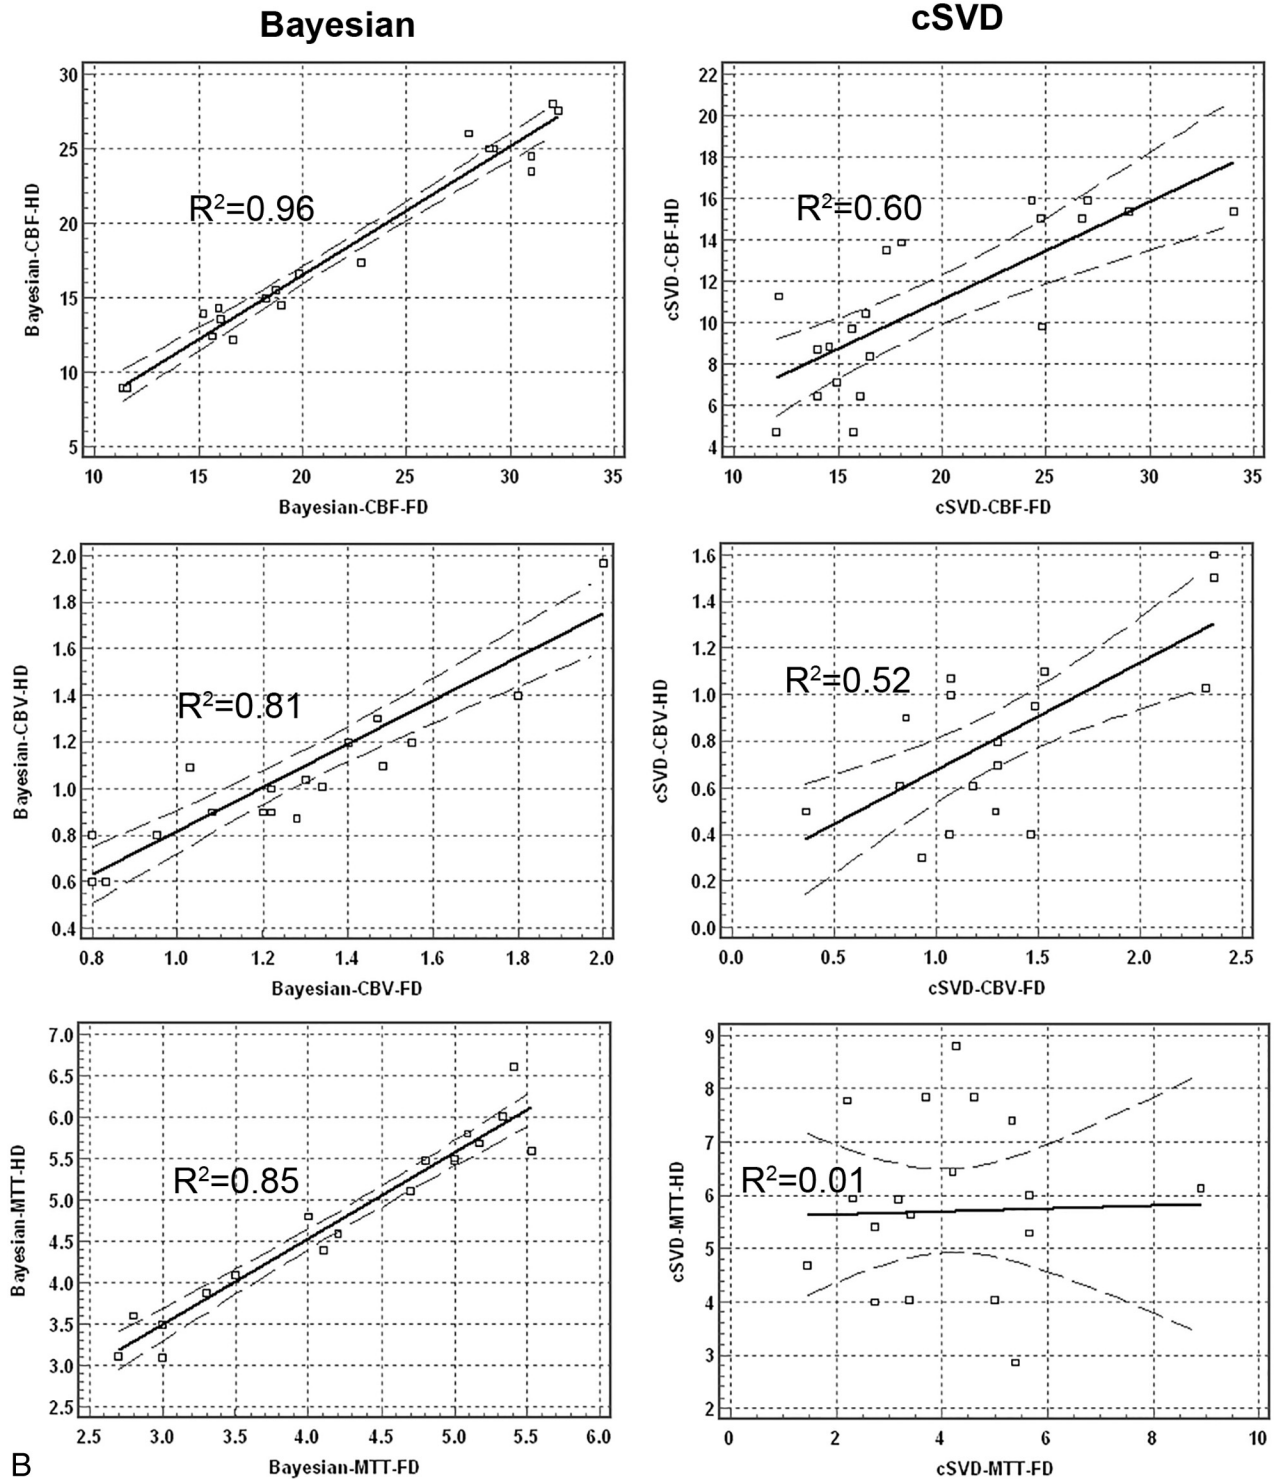 Bayesian
cSVD
30
25
20
15
10
5
R²=0.96
Bayesian-CBF-HD
10 15 20 25 30 35
Bayesian-CBF-FD
22
20
18
16
14
12
10
8
6
4
R²=0.60
cSVD-CBF-HD
10 15 20 25 30 35
cSVD-CBF-FD
2.0
1.8
1.6
1.4
1.2
1.0
0.8
0.6
0.4
R²=0.81
Bayesian-CBV-HD
0.8 1.0 1.2 1.4 1.6 1.8 2.0
Bayesian-CBV-FD
1.6
1.4
1.2
1.0
0.8
0.6
0.4
0.2
0.0
R²=0.52
cSVD-CBV-HD
0.0 0.5 1.0 1.5 2.0 2.5
cSVD-CBV-FD
7.0
6.5
6.0
5.5
5.0
4.5
4.0
3.5
3.0
2.5
R²=0.85
Bayesian-MTT-HD
2.5 3.0 3.5 4.0 4.5 5.0 5.5 6.0
Bayesian-MTT-FD
9
8
7
6
5
4
3
2
R²=0.01
cSVD-MTT-HD
0 2 4 6 8 10
cSVD-MTT-FD
B